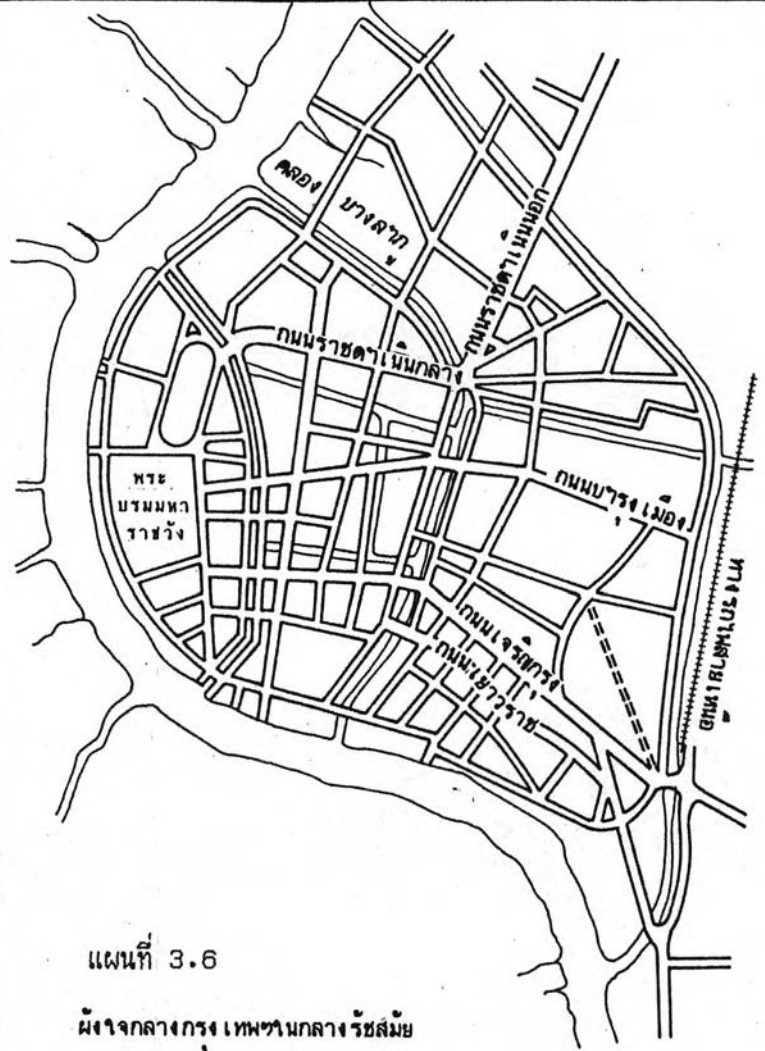 คลอง
บางลำภู
ถนนราชดำเนินนอก
ถนนราชดำเนินกลาง
พระ
บรมมหา
ราชวัง
ถนนบำรุงเมือง
ถนนเจริญกรุง
ถนนเยาวราช
ทางรถไฟสายเหนือ
แผนที่ 3.6
ผังใจกลางกรุงเทพฯในกลางรัชสมัย